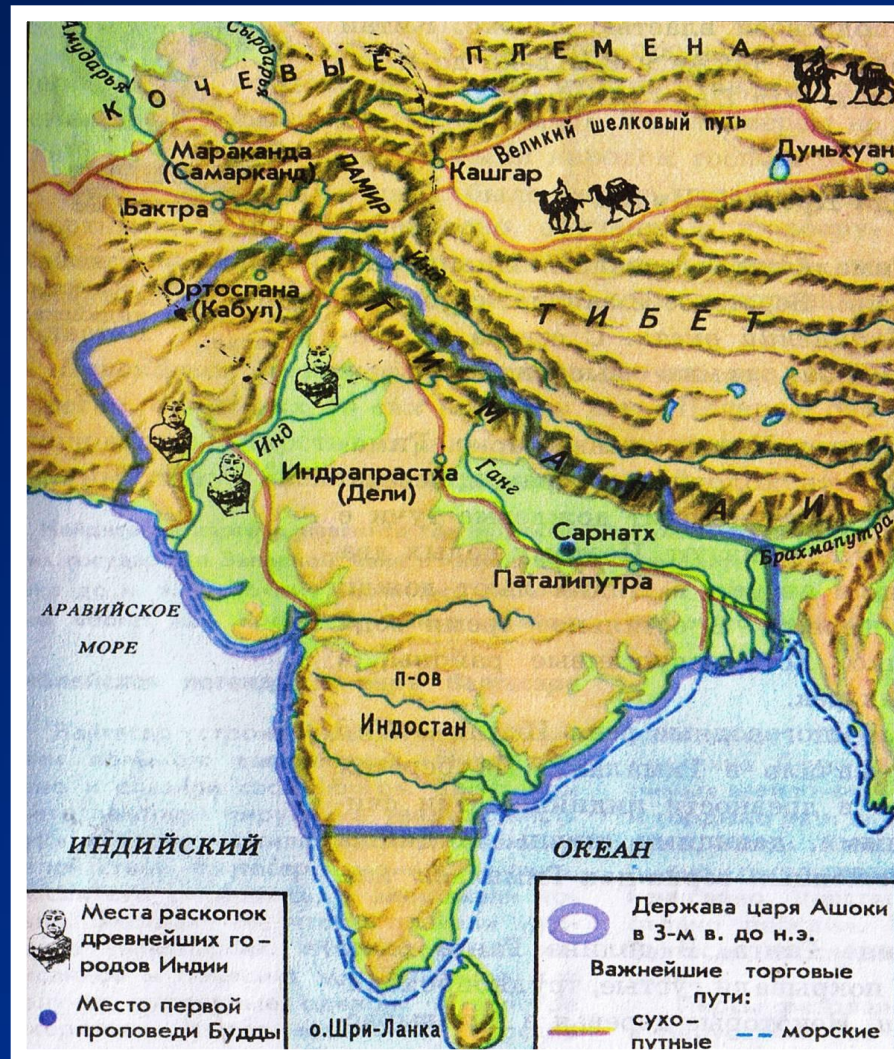 Амударья
Сырдарья
КОЧЕВЫЕ ПЛЕМЕНА
Великий шелковый путь
Мараканда
(Самарканд)
ПАМИР
Кашгар
Дуньхуан
Бактра
Инд
Ортоспана
(Кабул)
ТИБЕТ
ГИМАЛАИ
Инд
Индрапрастха
(Дели)
Ганг
Сарнатх
Паталипутра
Брахмапутра
АРАВИЙСКОЕ
МОРЕ
п-ов
Индостан
ИНДИЙСКИЙ ОКЕАН
о.Шри-Ланка
Места раскопок
древнейших го-
родов Индии
Место первой
проповеди Будды
Держава царя Ашоки
в 3-м в. до н.э.
Важнейшие торговые
пути:
сухо-
путные
морские